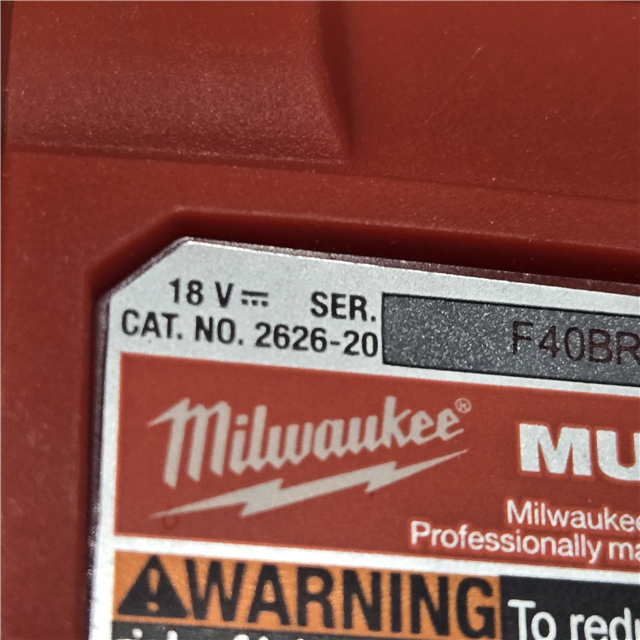 18 V⎓ SER. F40BR
CAT. NO. 2626-20
Milwaukee® MU
Milwaukee
Professionally ma
⚠WARNING To red